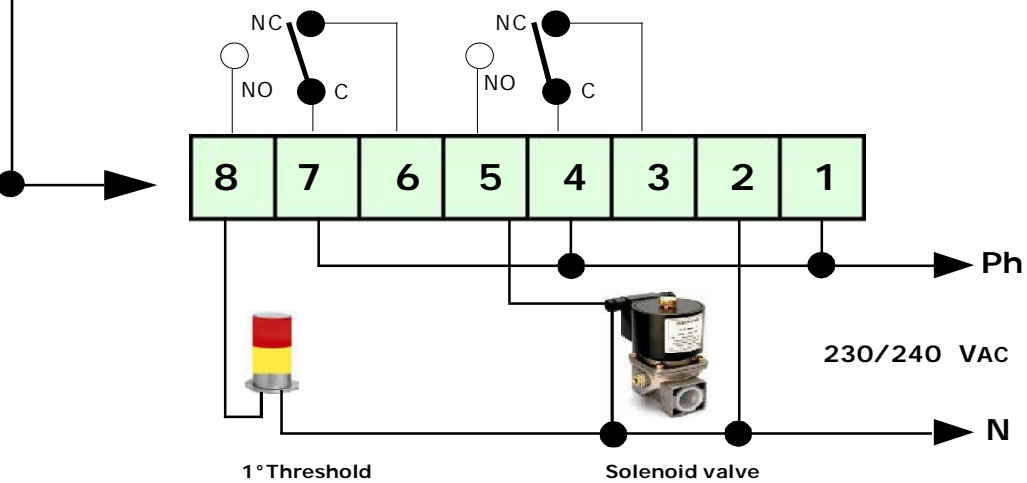 NC
NC
NO
C
NO
C
8 7 6 5 4 3 2 1
Ph
230/240 VAC
N
1°Threshold
Solenoid valve